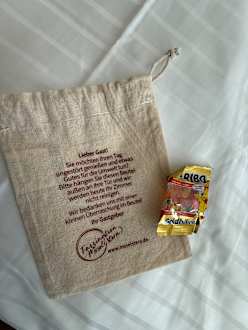 Lieber Gast!
Sie möchten Ihren Tag
ungestört genießen und etwas
Gutes für die Umwelt tun?
Bitte hängen Sie diesen Beutel
außen an Ihre Tür und wir
werden heute Ihr Zimmer
nicht reinigen.
Wir bedanken uns mit einer
kleinen Überraschung im Beutel!
Ihr Gastgeber
Faszination
RIBO
Goldbären